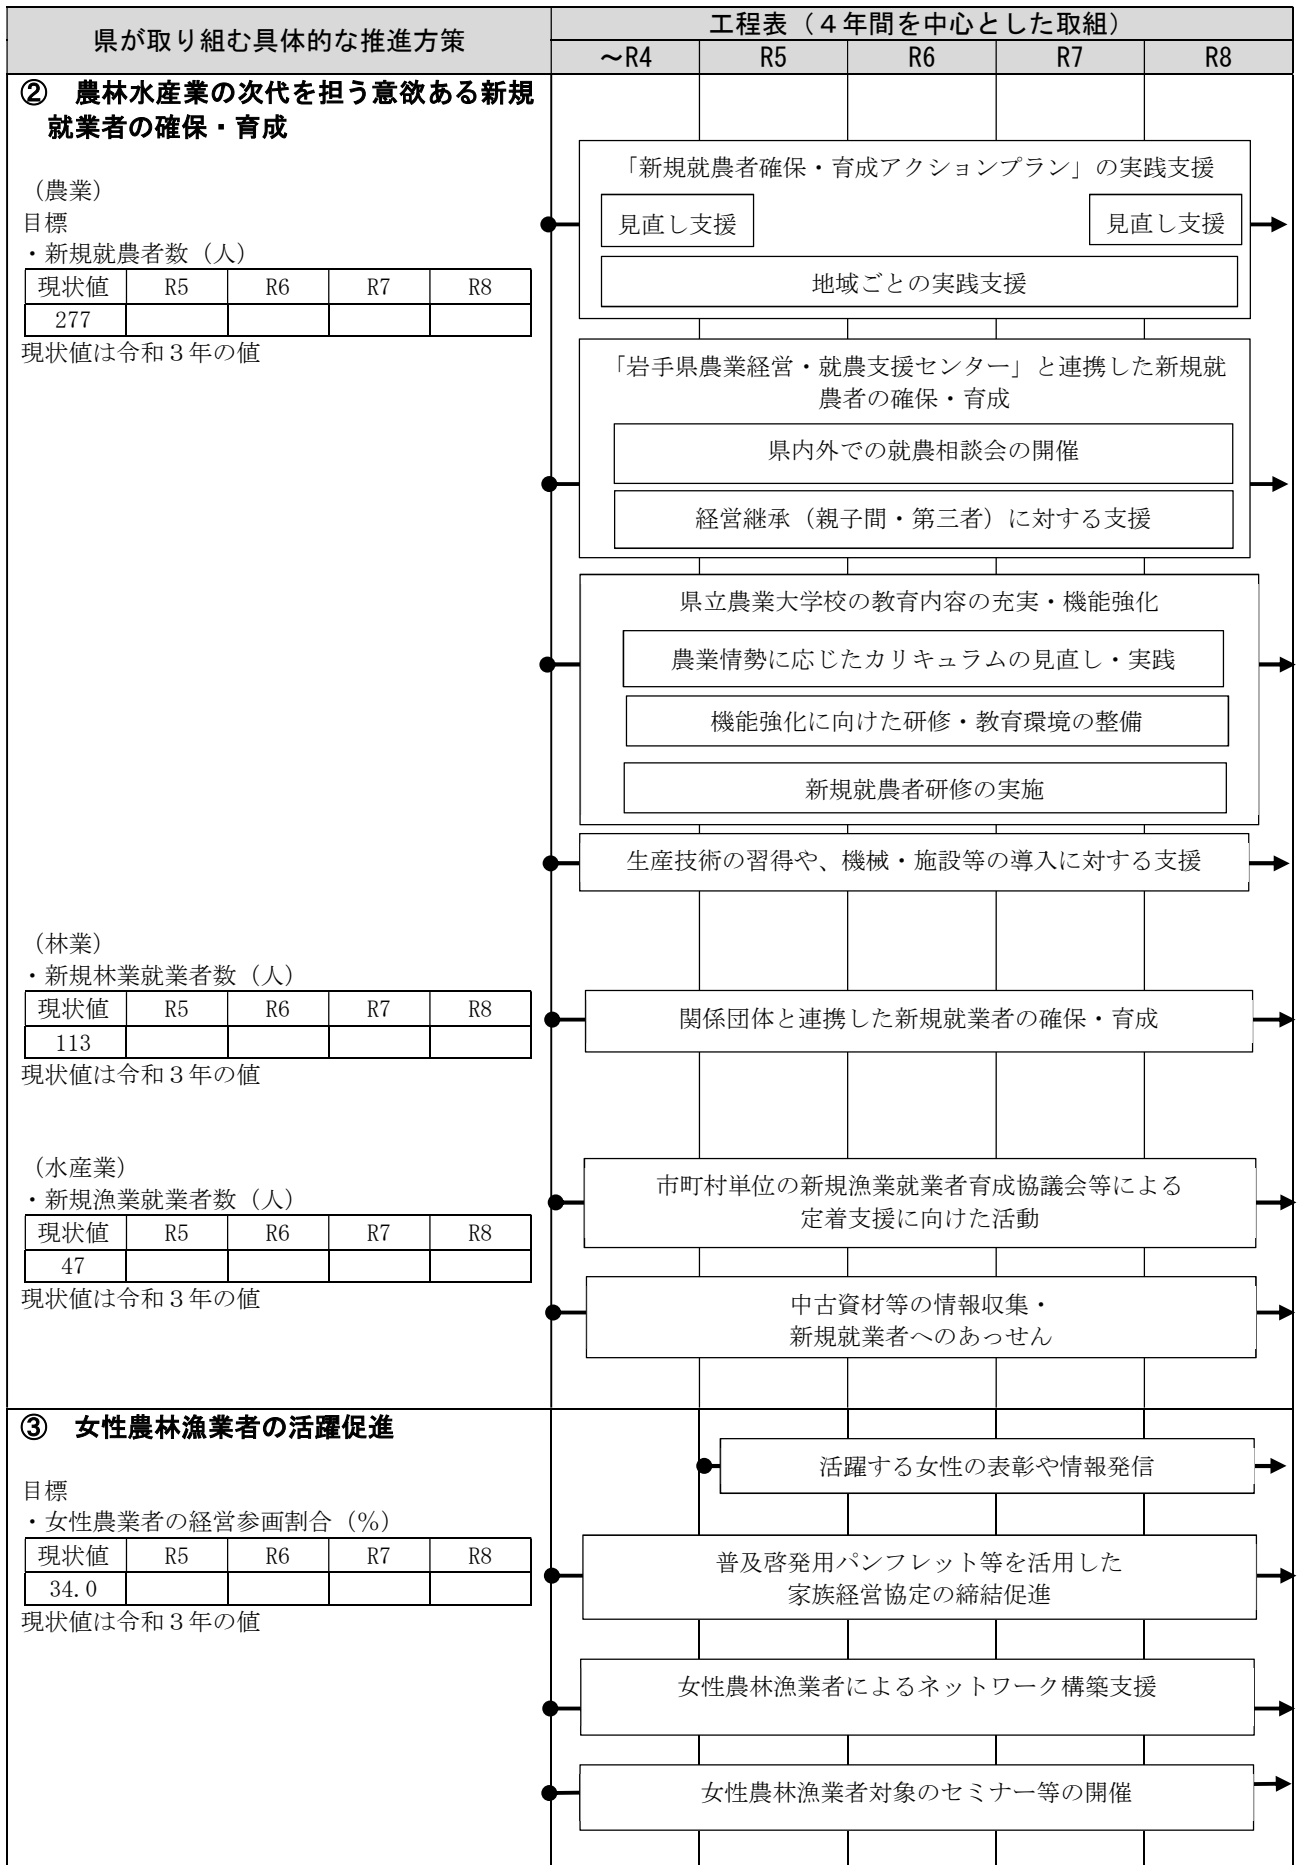 県が取り組む具体的な推進方策
工程表（４年間を中心とした取組）
～R4 R5 R6 R7 R8
②　農林水産業の次代を担う意欲ある新規
就業者の確保・育成
（農業）
目標
・新規就農者数（人）
現状値 R5 R6 R7 R8
277
現状値は令和３年の値
「新規就農者確保・育成アクションプラン」の実践支援
見直し支援 見直し支援
地域ごとの実践支援
「岩手県農業経営・就農支援センター」と連携した新規就
農者の確保・育成
県内外での就農相談会の開催
経営継承（親子間・第三者）に対する支援
県立農業大学校の教育内容の充実・機能強化
農業情勢に応じたカリキュラムの見直し・実践
機能強化に向けた研修・教育環境の整備
新規就農者研修の実施
生産技術の習得や、機械・施設等の導入に対する支援
（林業）
・新規林業就業者数（人）
現状値 R5 R6 R7 R8
113
現状値は令和３年の値
関係団体と連携した新規就業者の確保・育成
（水産業）
・新規漁業就業者数（人）
現状値 R5 R6 R7 R8
47
現状値は令和３年の値
市町村単位の新規漁業就業者育成協議会等による
定着支援に向けた活動
中古資材等の情報収集・
新規就業者へのあっせん
③　女性農林漁業者の活躍促進
目標
・女性農業者の経営参画割合（%）
現状値 R5 R6 R7 R8
34.0
現状値は令和３年の値
活躍する女性の表彰や情報発信
普及啓発用パンフレット等を活用した
家族経営協定の締結促進
女性農林漁業者によるネットワーク構築支援
女性農林漁業者対象のセミナー等の開催